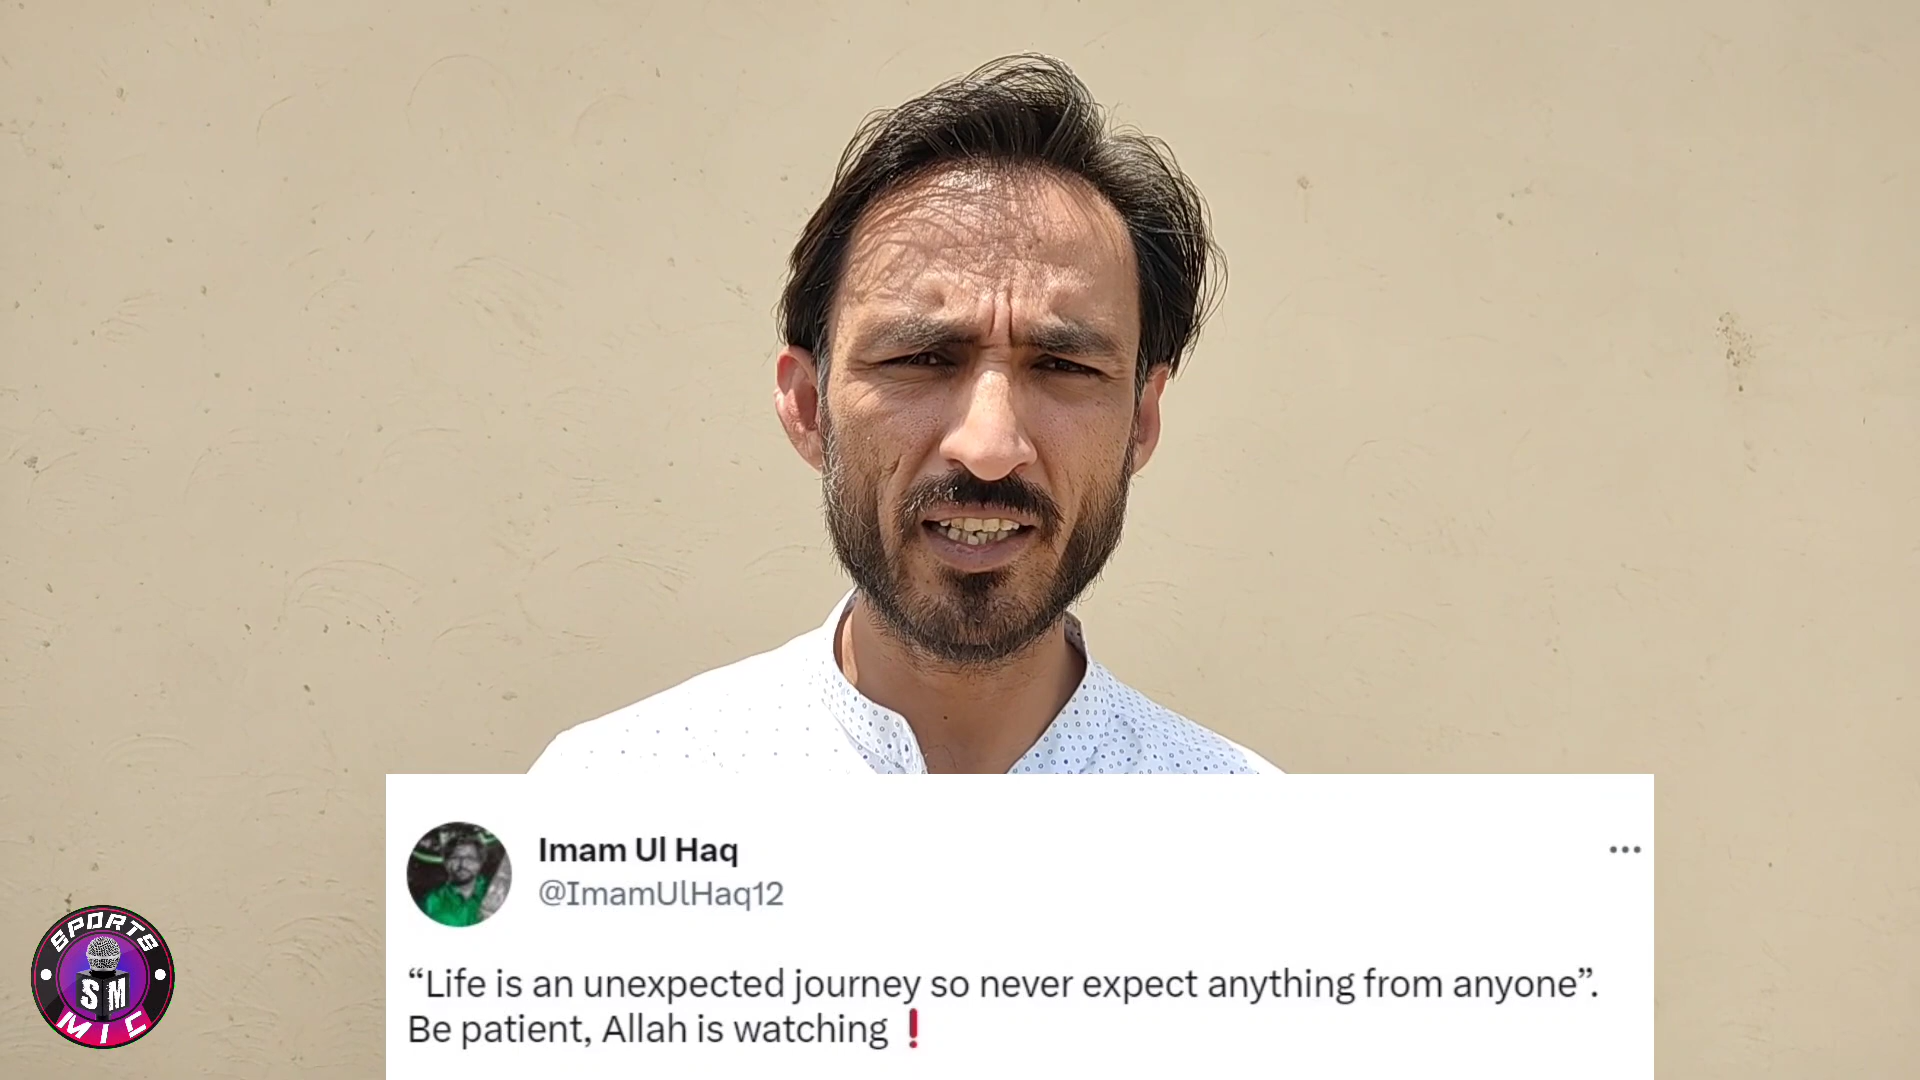 Imam Ul Haq
@ImamUlHaq12
“Life is an unexpected journey so never expect anything from anyone”.
Be patient, Allah is watching❗
SPORTS
SM
MIC